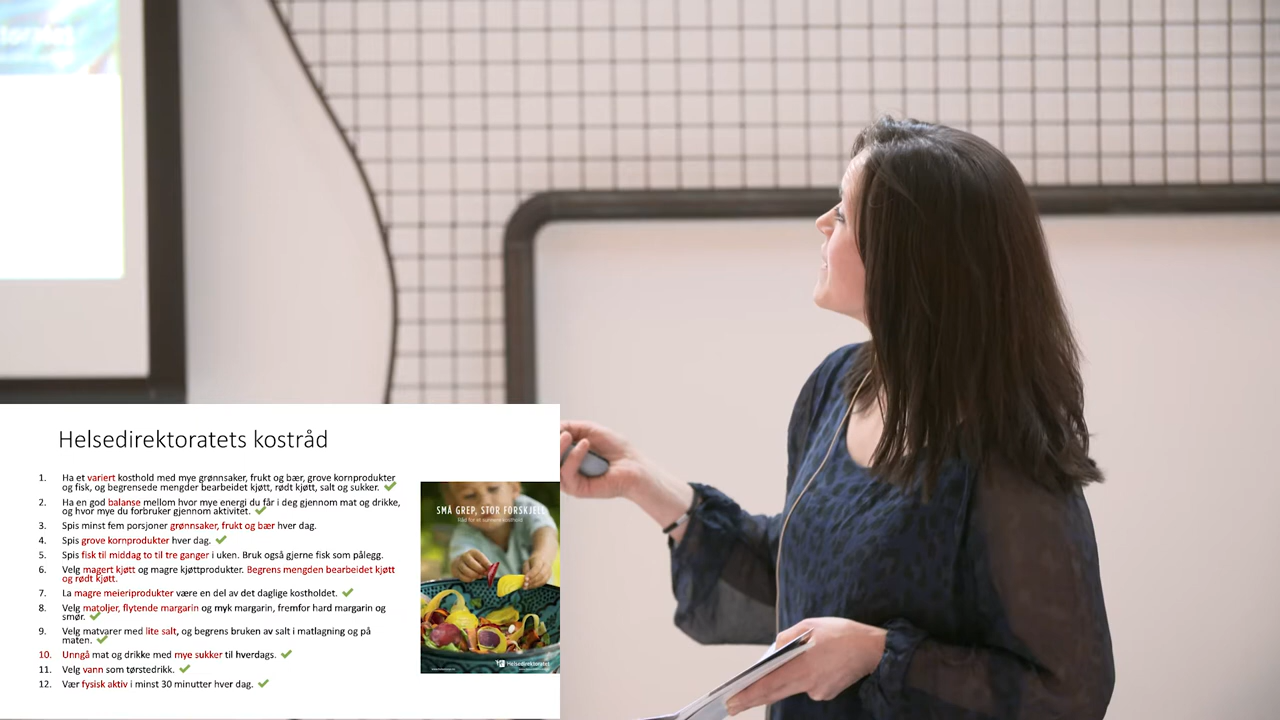 Helsedirektoratets kostråd
1. Ha et variert kosthold med mye grønnsaker, frukt og bær, grove kornprodukter
og fisk, og begrensede mengder bearbeidet kjøtt, rødt kjøtt, salt og sukker.
2. Ha en god balanse mellom hvor mye energi du får i deg gjennom mat og drikke,
og hvor mye du forbruker gjennom aktivitet.
3. Spis minst fem porsjoner grønnsaker, frukt og bær hver dag.
4. Spis grove kornprodukter hver dag.
5. Spis fisk til middag to til tre ganger i uken. Bruk også gjerne fisk som pålegg.
6. Velg magert kjøtt og magre kjøttprodukter. Begrens mengden bearbeidet kjøtt
og rødt kjøtt.
7. La magre meieriprodukter være en del av det daglige kostholdet.
8. Velg matoljer, flytende margarin og myk margarin, fremfor hard margarin og
smør.
9. Velg matvarer med lite salt, og begrens bruken av salt i matlagning og på
maten.
10. Unngå mat og drikke med mye sukker til hverdags.
11. Velg vann som tørstedrikk.
12. Vær fysisk aktiv i minst 30 minutter hver dag.
SMÅ GREP, STOR FORSKJELL
Råd for et sunnere kosthold
Helsedirektoratet